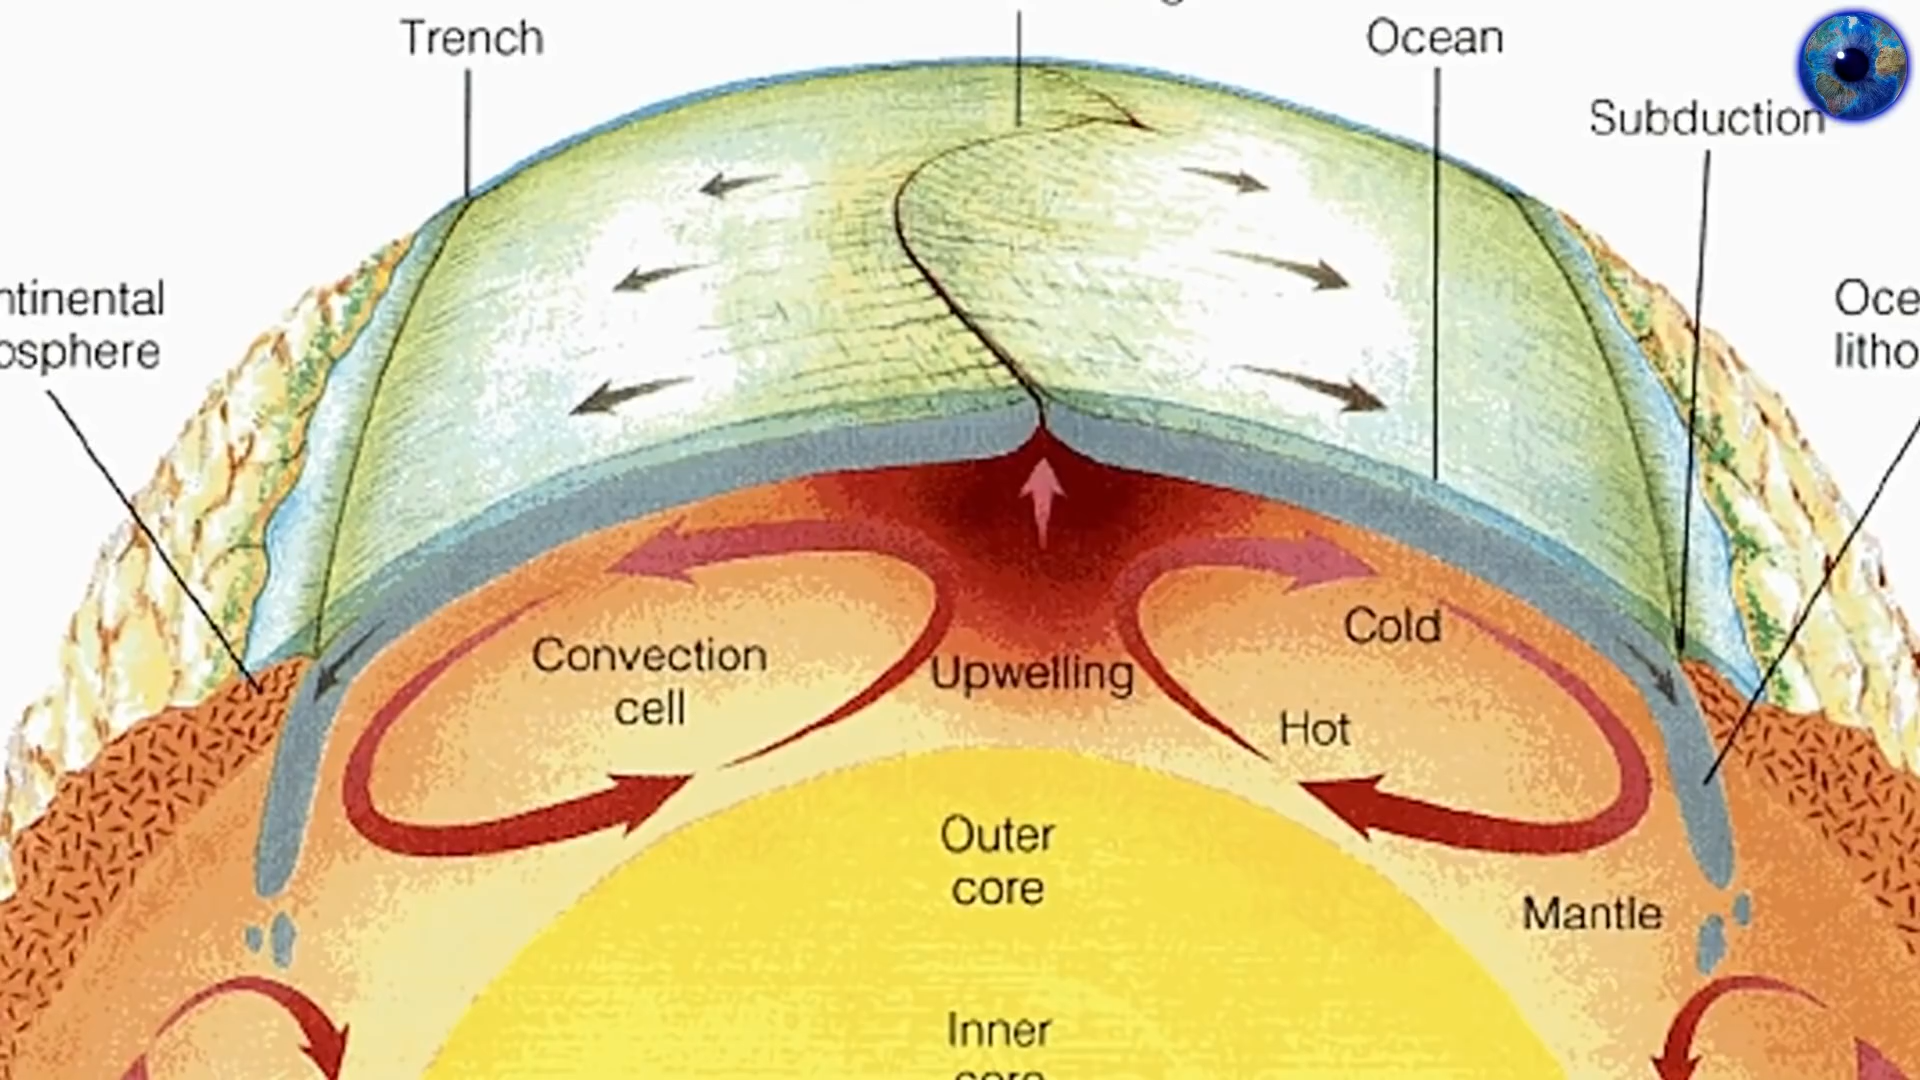 Trench
Ocean
Subduction
ntinental
osphere
Oce
litho
Convection
cell
Upwelling
Cold
Hot
Outer
core
Mantle
Inner
core